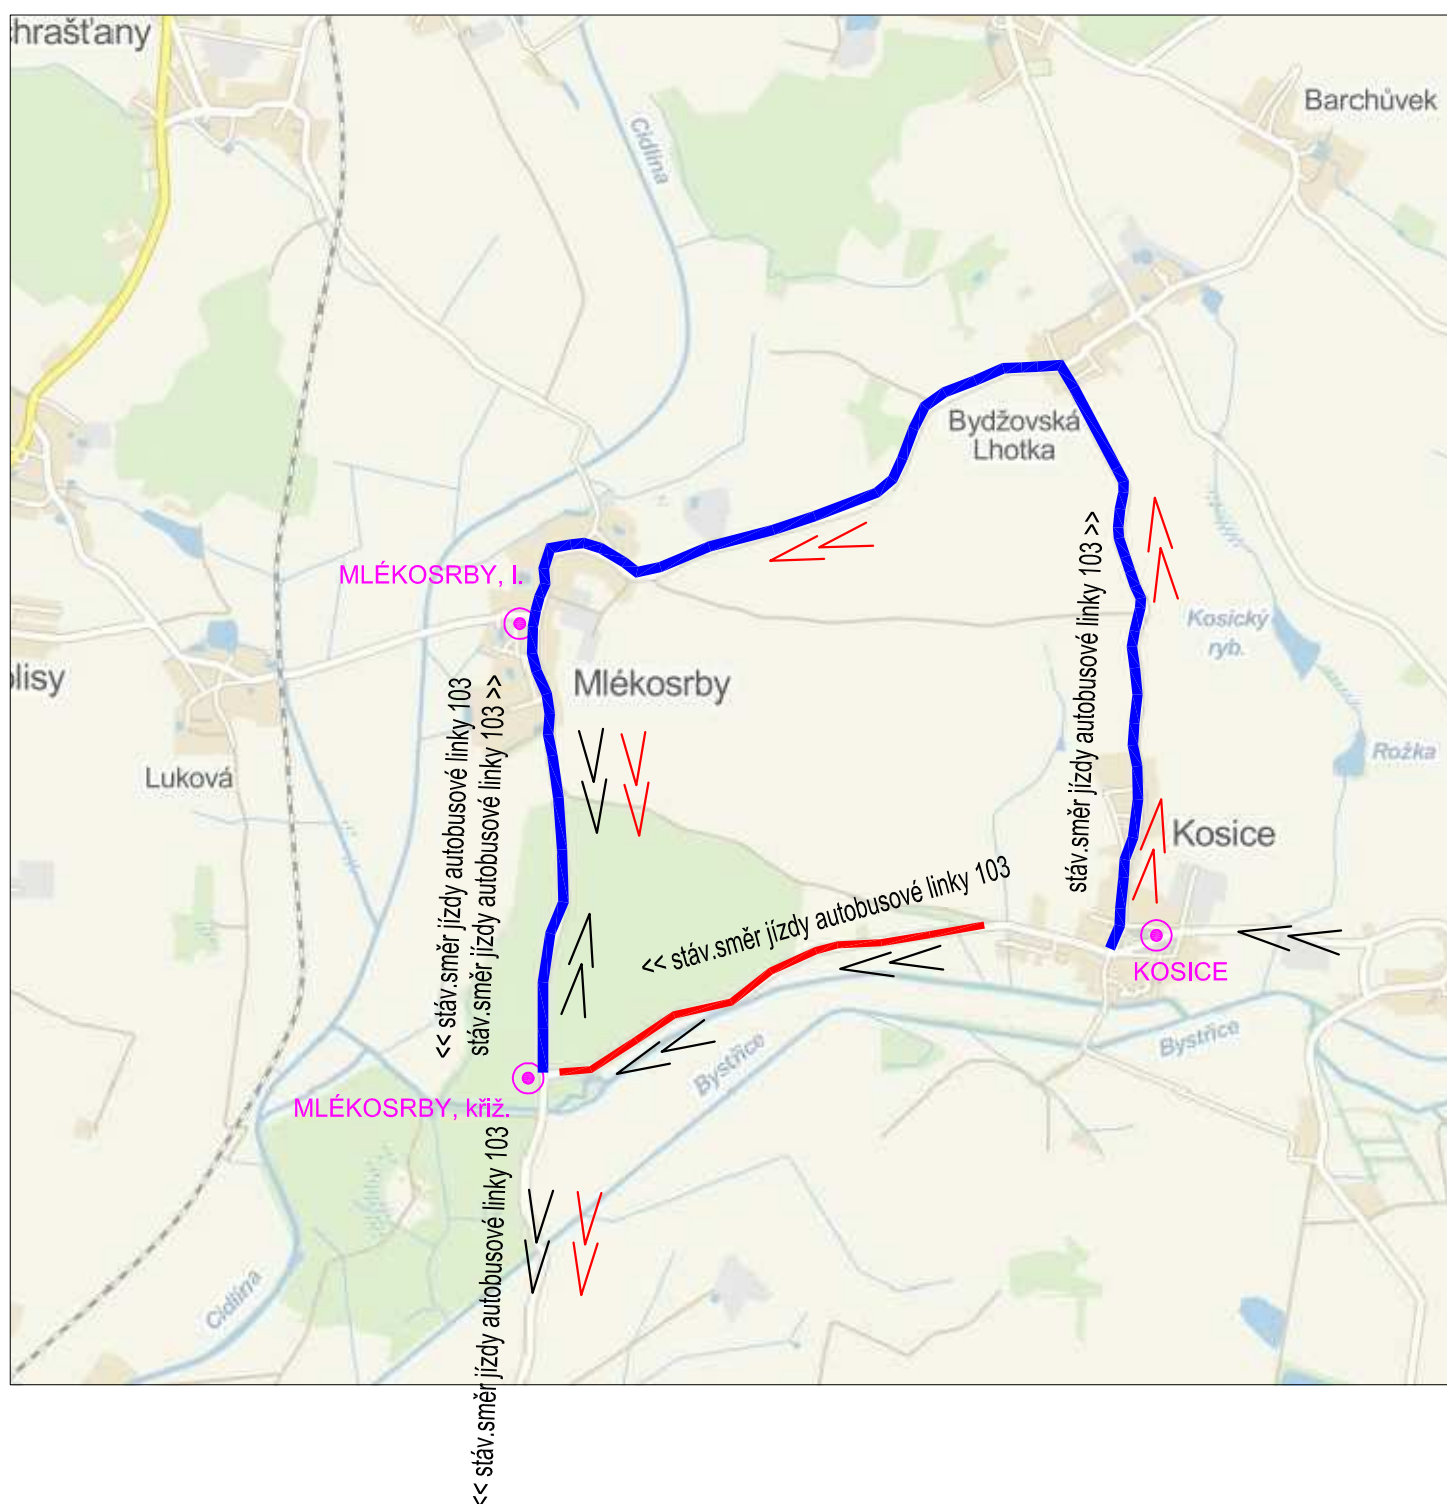 hrašťany
Barchůvek
Cidlina
Bydžovská
Lhotka
MLÉKOSRBY, I.
Kosický
ryb.
lisy
Mlékosrby
Luková
Rožka
Kosice
<< stáv.směr jízdy autobusové linky 103
stáv.směr jízdy autobusové linky 103 >>
stáv.směr jízdy autobusové linky 103 >>
<< stáv.směr jízdy autobusové linky 103
KOSICE
Bystřice
Bystřice
MLÉKOSRBY, křiž.
<< stáv.směr jízdy autobusové linky 103
Cidlina